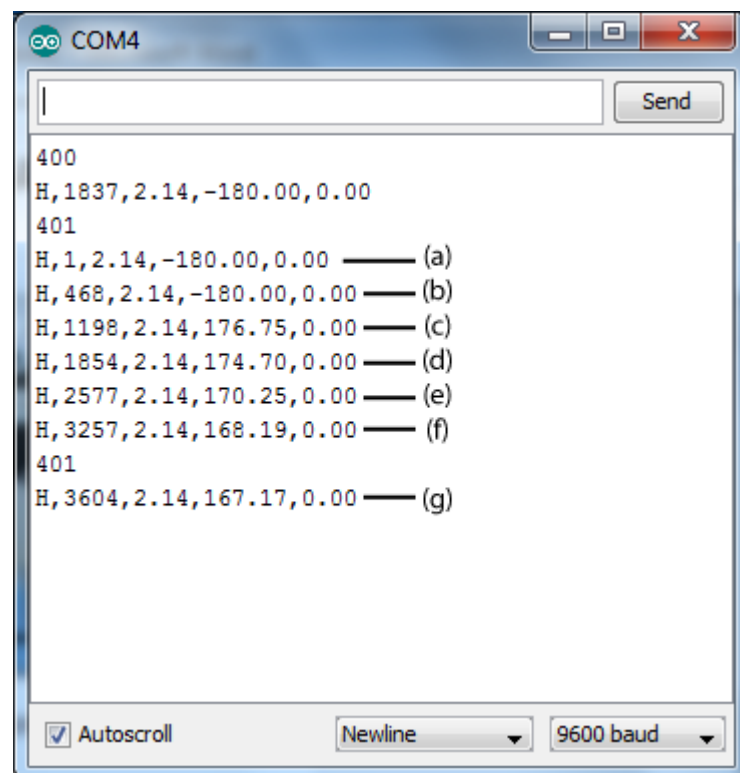 COM4
Send
400
H,1837,2.14,-180.00,0.00
401
H,1,2.14,-180.00,0.00 (a)
H,468,2.14,-180.00,0.00 (b)
H,1198,2.14,176.75,0.00 (c)
H,1854,2.14,174.70,0.00 (d)
H,2577,2.14,170.25,0.00 (e)
H,3257,2.14,168.19,0.00 (f)
401
H,3604,2.14,167.17,0.00 (g)
Autoscroll Newline 9600 baud